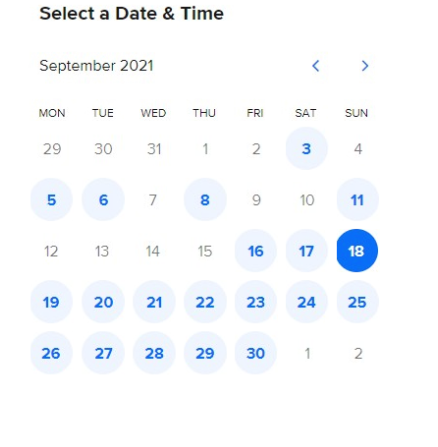 Select a Date & Time
September 2021
MON TUE WED THU FRI SAT SUN
29 30 31 1 2 3 4
5 6 7 8 9 10 11
12 13 14 15 16 17 18
19 20 21 22 23 24 25
26 27 28 29 30 1 2